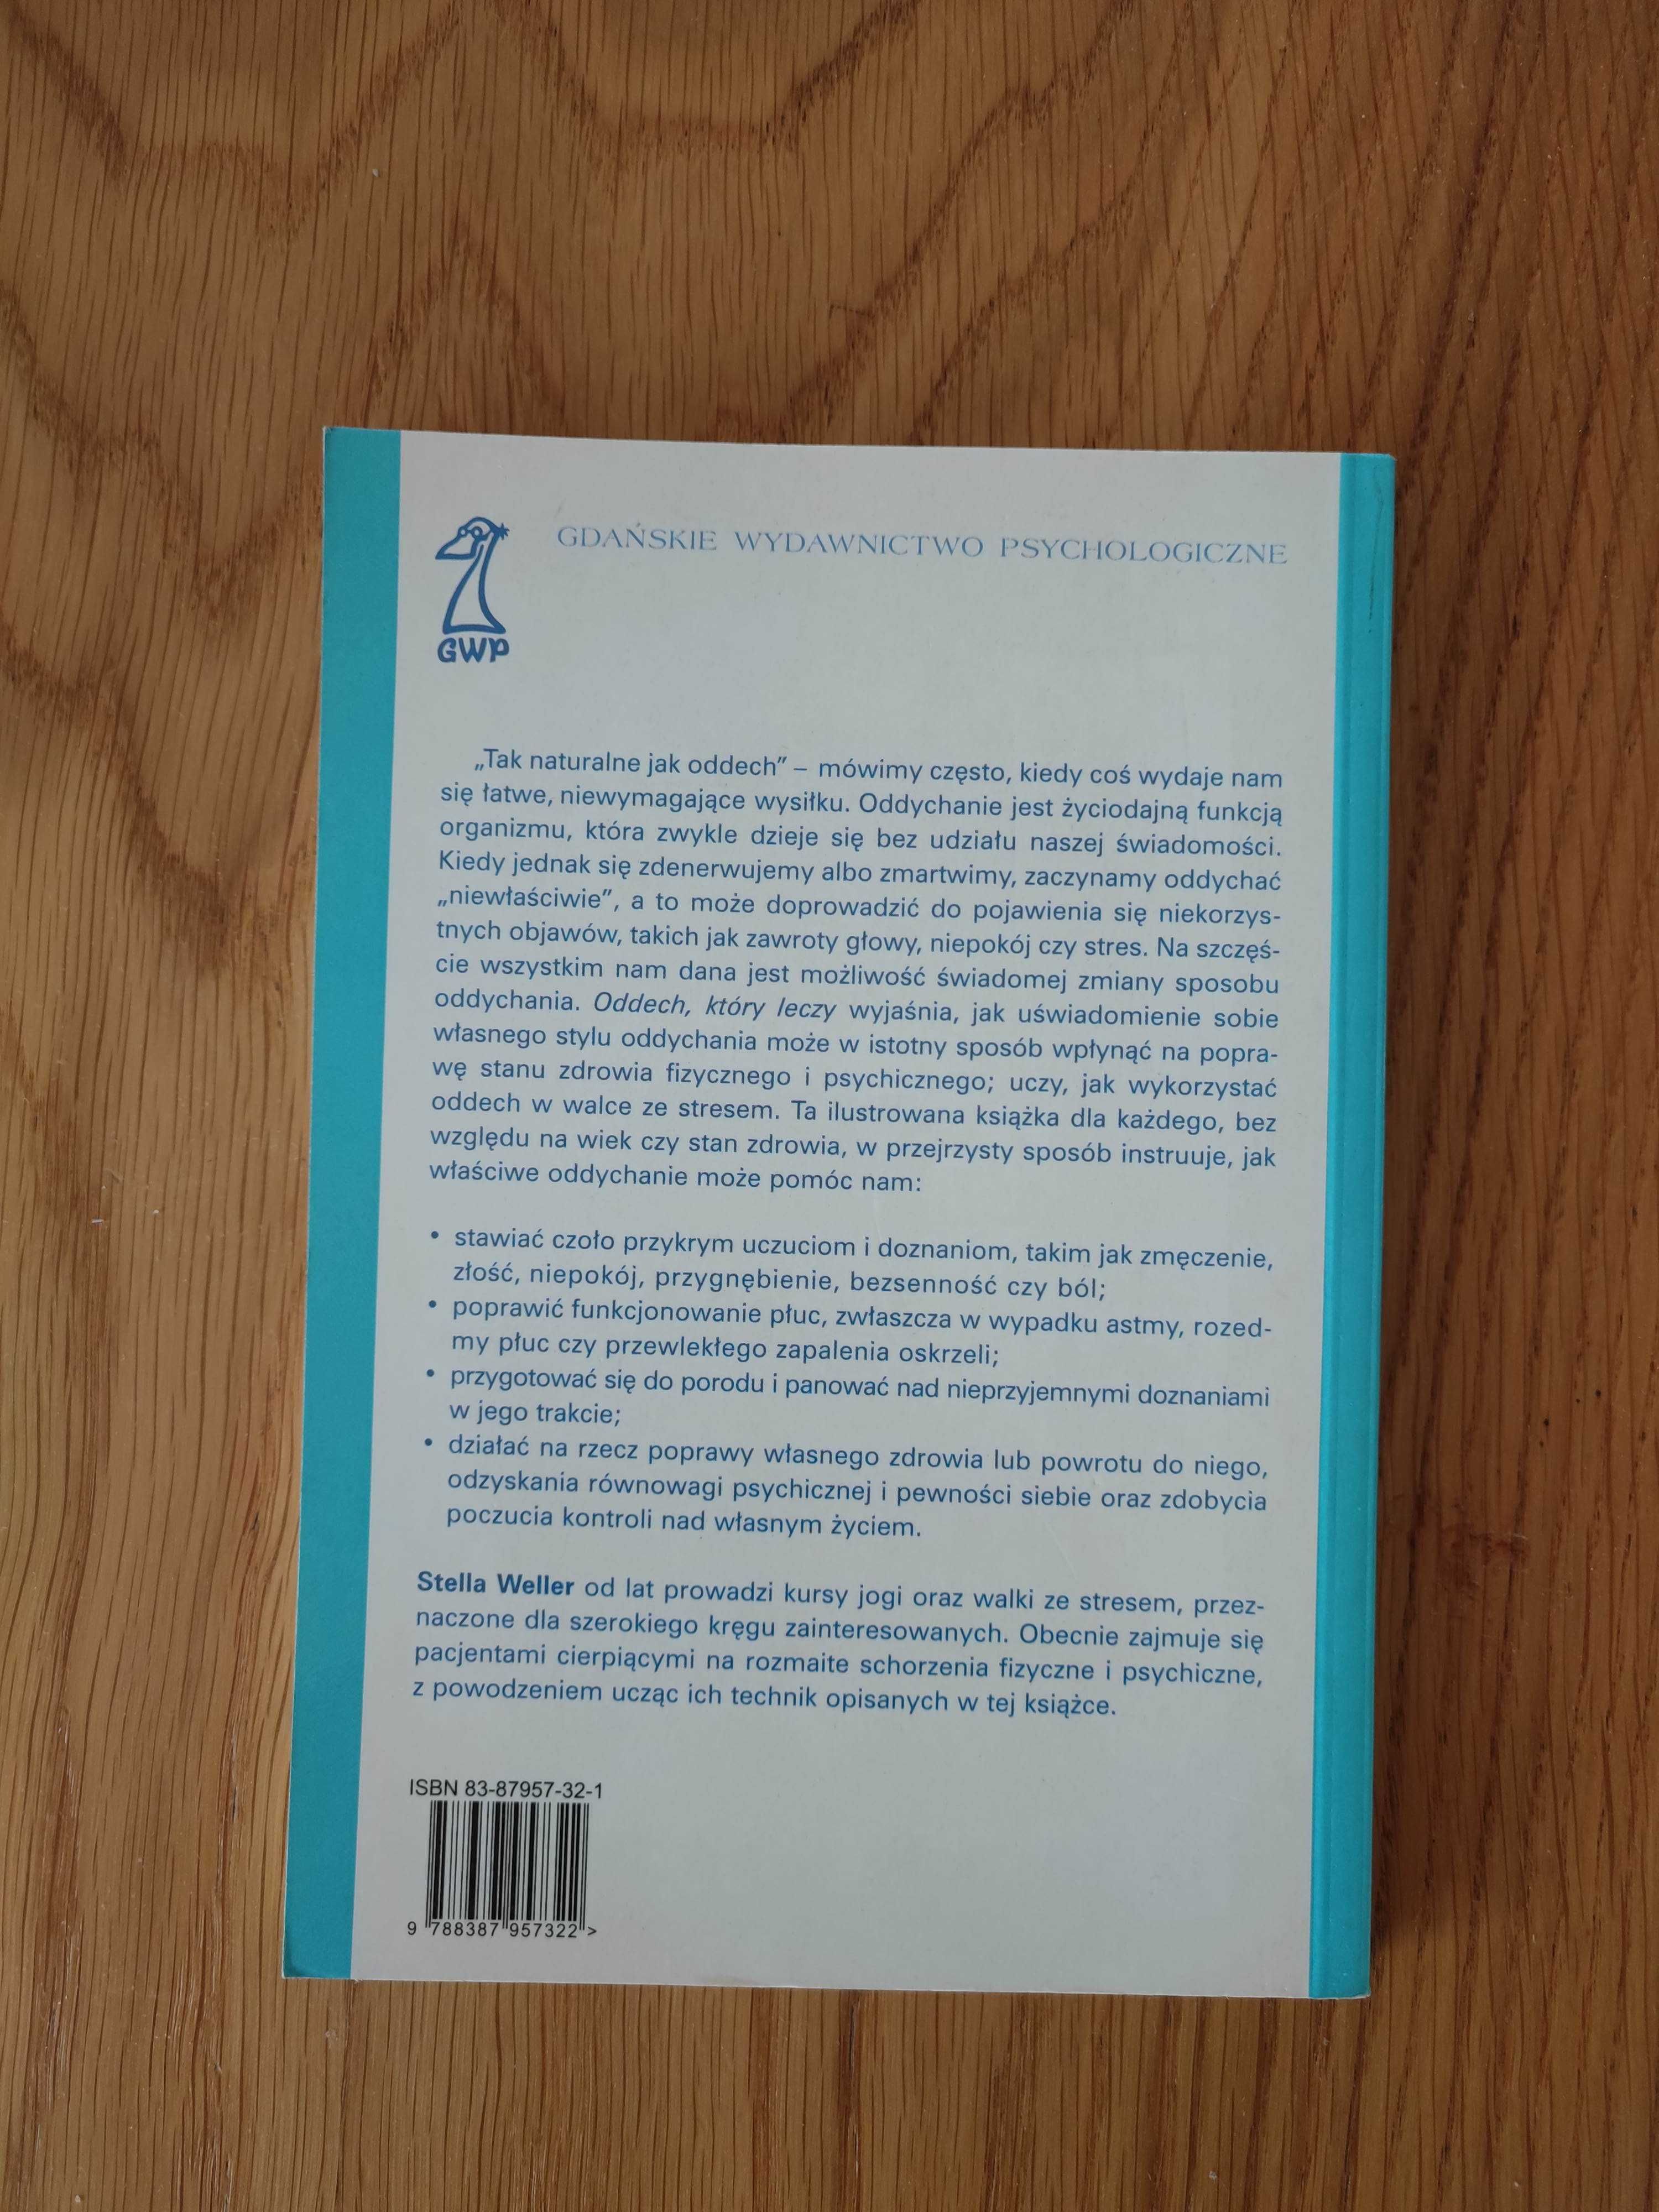 GDAŃSKIE WYDAWNICTWO PSYCHOLOGICZNE
GWP
„Tak naturalne jak oddech” – mówimy często, kiedy coś wydaje nam
się łatwe, niewymagające wysiłku. Oddychanie jest życiodajną funkcją
organizmu, która zwykle dzieje się bez udziału naszej świadomości.
Kiedy jednak się zdenerwujemy albo zmartwimy, zaczynamy oddychać
„niewłaściwie”, a to może doprowadzić do pojawienia się niekorzys-
tnych objawów, takich jak zawroty głowy, niepokój czy stres. Na szczęś-
cie wszystkim nam dana jest możliwość świadomej zmiany sposobu
oddychania. Oddech, który leczy wyjaśnia, jak uświadomienie sobie
własnego stylu oddychania może w istotny sposób wpłynąć na popra-
wę stanu zdrowia fizycznego i psychicznego; uczy, jak wykorzystać
oddech w walce ze stresem. Ta ilustrowana książka dla każdego, bez
względu na wiek czy stan zdrowia, w przejrzysty sposób instruuje, jak
właściwe oddychanie może pomóc nam:
• stawiać czoło przykrym uczuciom i doznaniom, takim jak zmęczenie,
złość, niepokój, przygnębienie, bezsenność czy ból;
• poprawić funkcjonowanie płuc, zwłaszcza w wypadku astmy, rozed-
my płuc czy przewlekłego zapalenia oskrzeli;
• przygotować się do porodu i panować nad nieprzyjemnymi doznaniami
w jego trakcie;
• działać na rzecz poprawy własnego zdrowia lub powrotu do niego,
odzyskania równowagi psychicznej i pewności siebie oraz zdobycia
poczucia kontroli nad własnym życiem.
Stella Weller od lat prowadzi kursy jogi oraz walki ze stresem, przez-
naczone dla szerokiego kręgu zainteresowanych. Obecnie zajmuje się
pacjentami cierpiącymi na rozmaite schorzenia fizyczne i psychiczne,
z powodzeniem ucząc ich technik opisanych w tej książce.
ISBN 83-87957-32-1
9 788387 957322 >